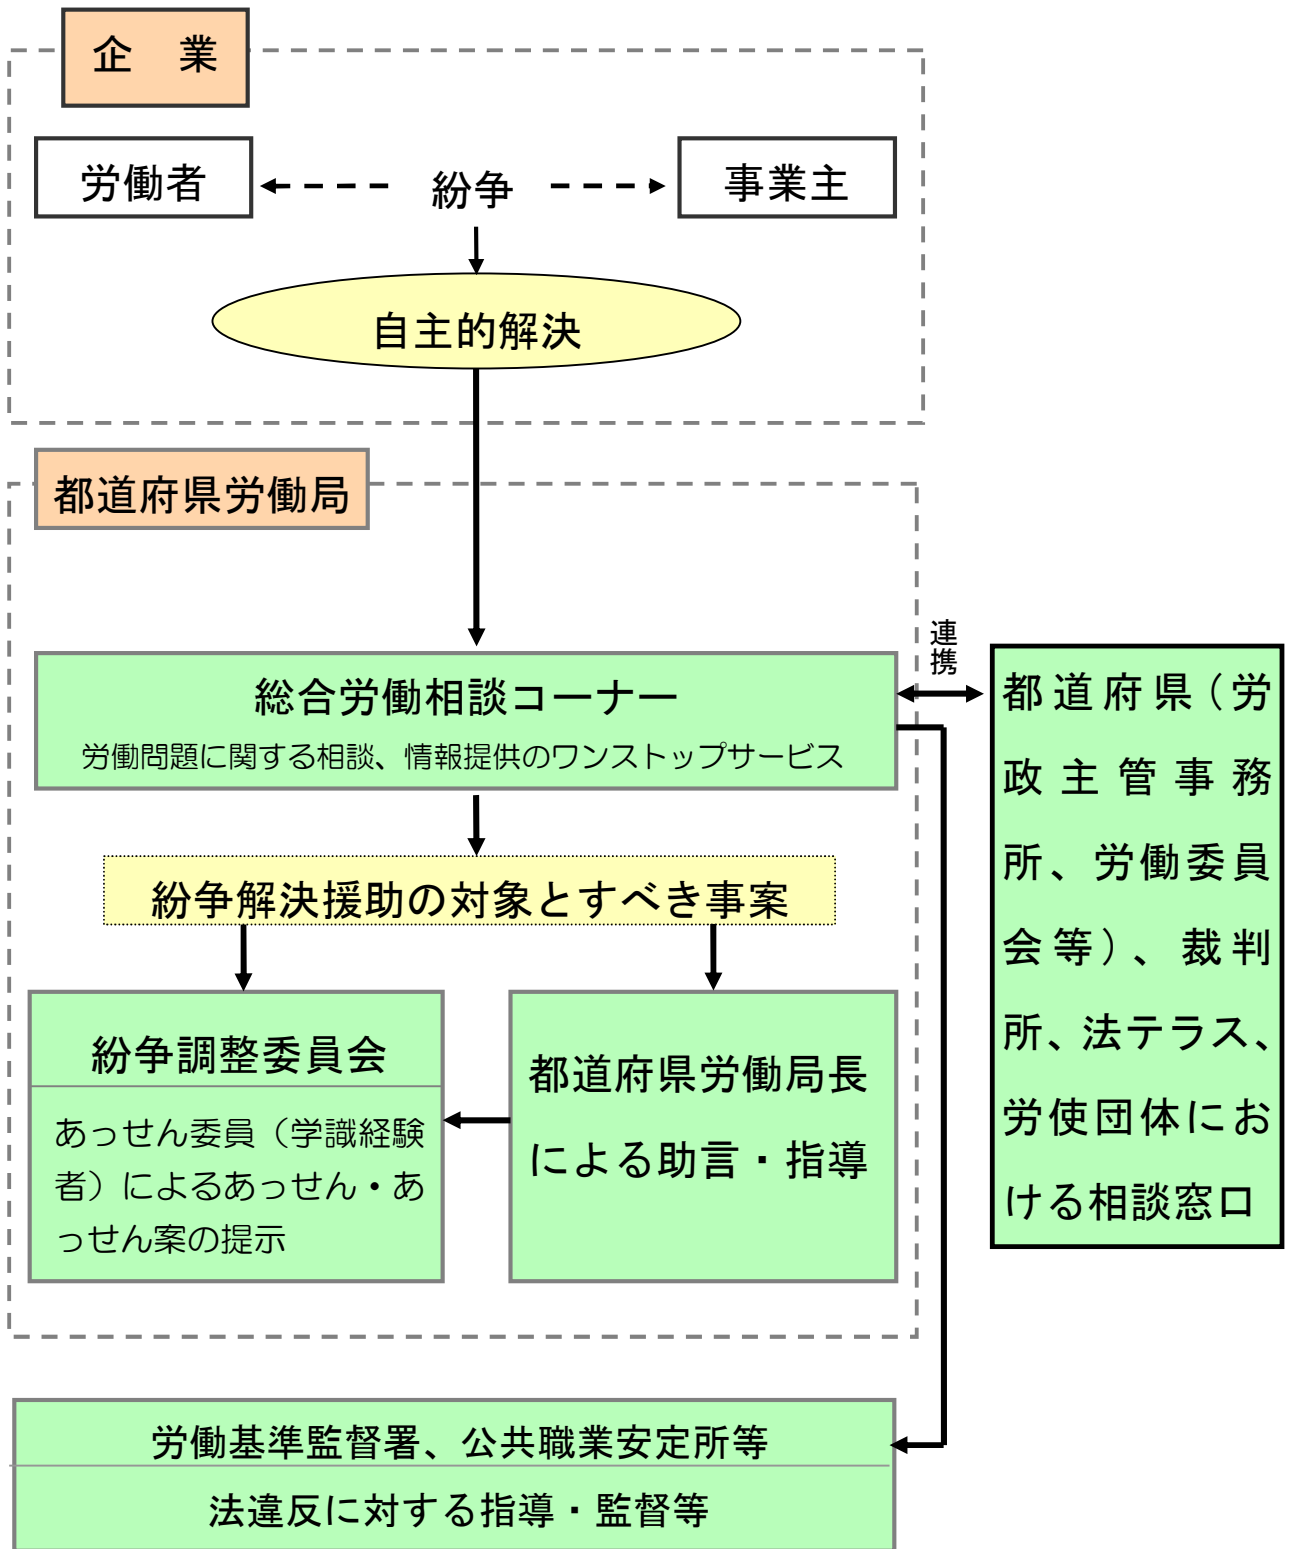 企　業
労働者
紛争
事業主
自主的解決
都道府県労働局
総合労働相談コーナー
労働問題に関する相談、情報提供のワンストップサービス
連携
都道府県（労
政主管事務
所、労働委員
会等）、裁判
所、法テラス、
労使団体にお
ける相談窓口
紛争解決援助の対象とすべき事案
紛争調整委員会
あっせん委員（学識経験
者）によるあっせん・あ
っせん案の提示
都道府県労働局長
による助言・指導
労働基準監督署、公共職業安定所等
法違反に対する指導・監督等